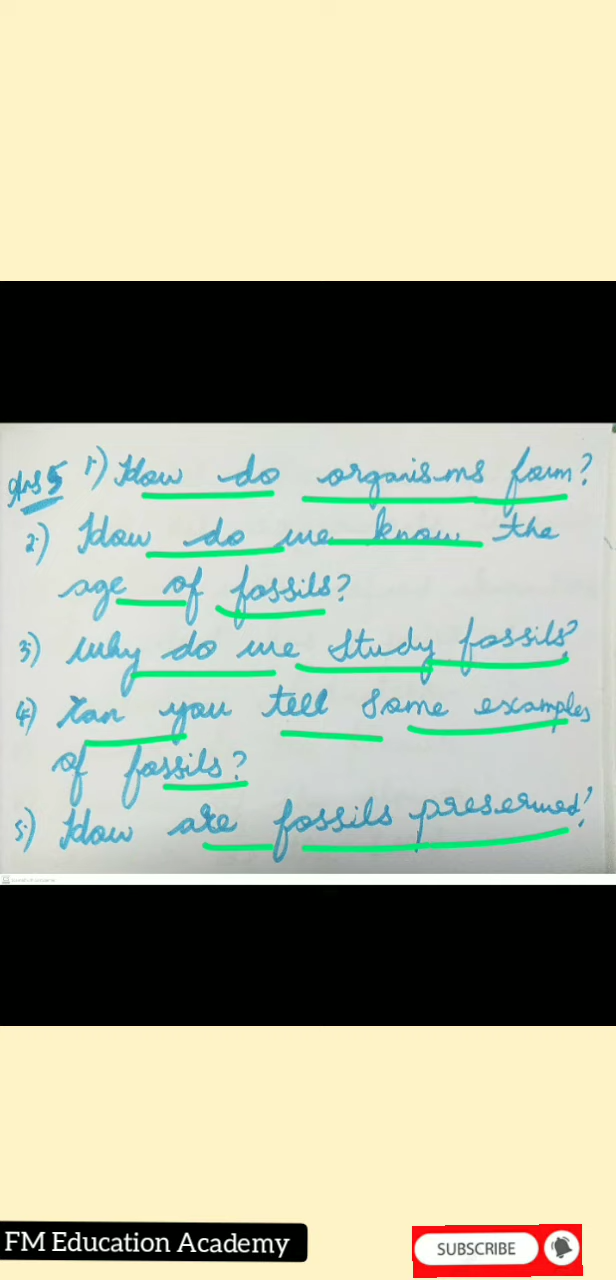 Ans 5 1) How do organisms form?
2) How do we know the
age of fossils?
3) Why do we study fossils?
4) Can you tell some examples
of fossils?
5) How are fossils preserved?
FM Education Academy
SUBSCRIBE